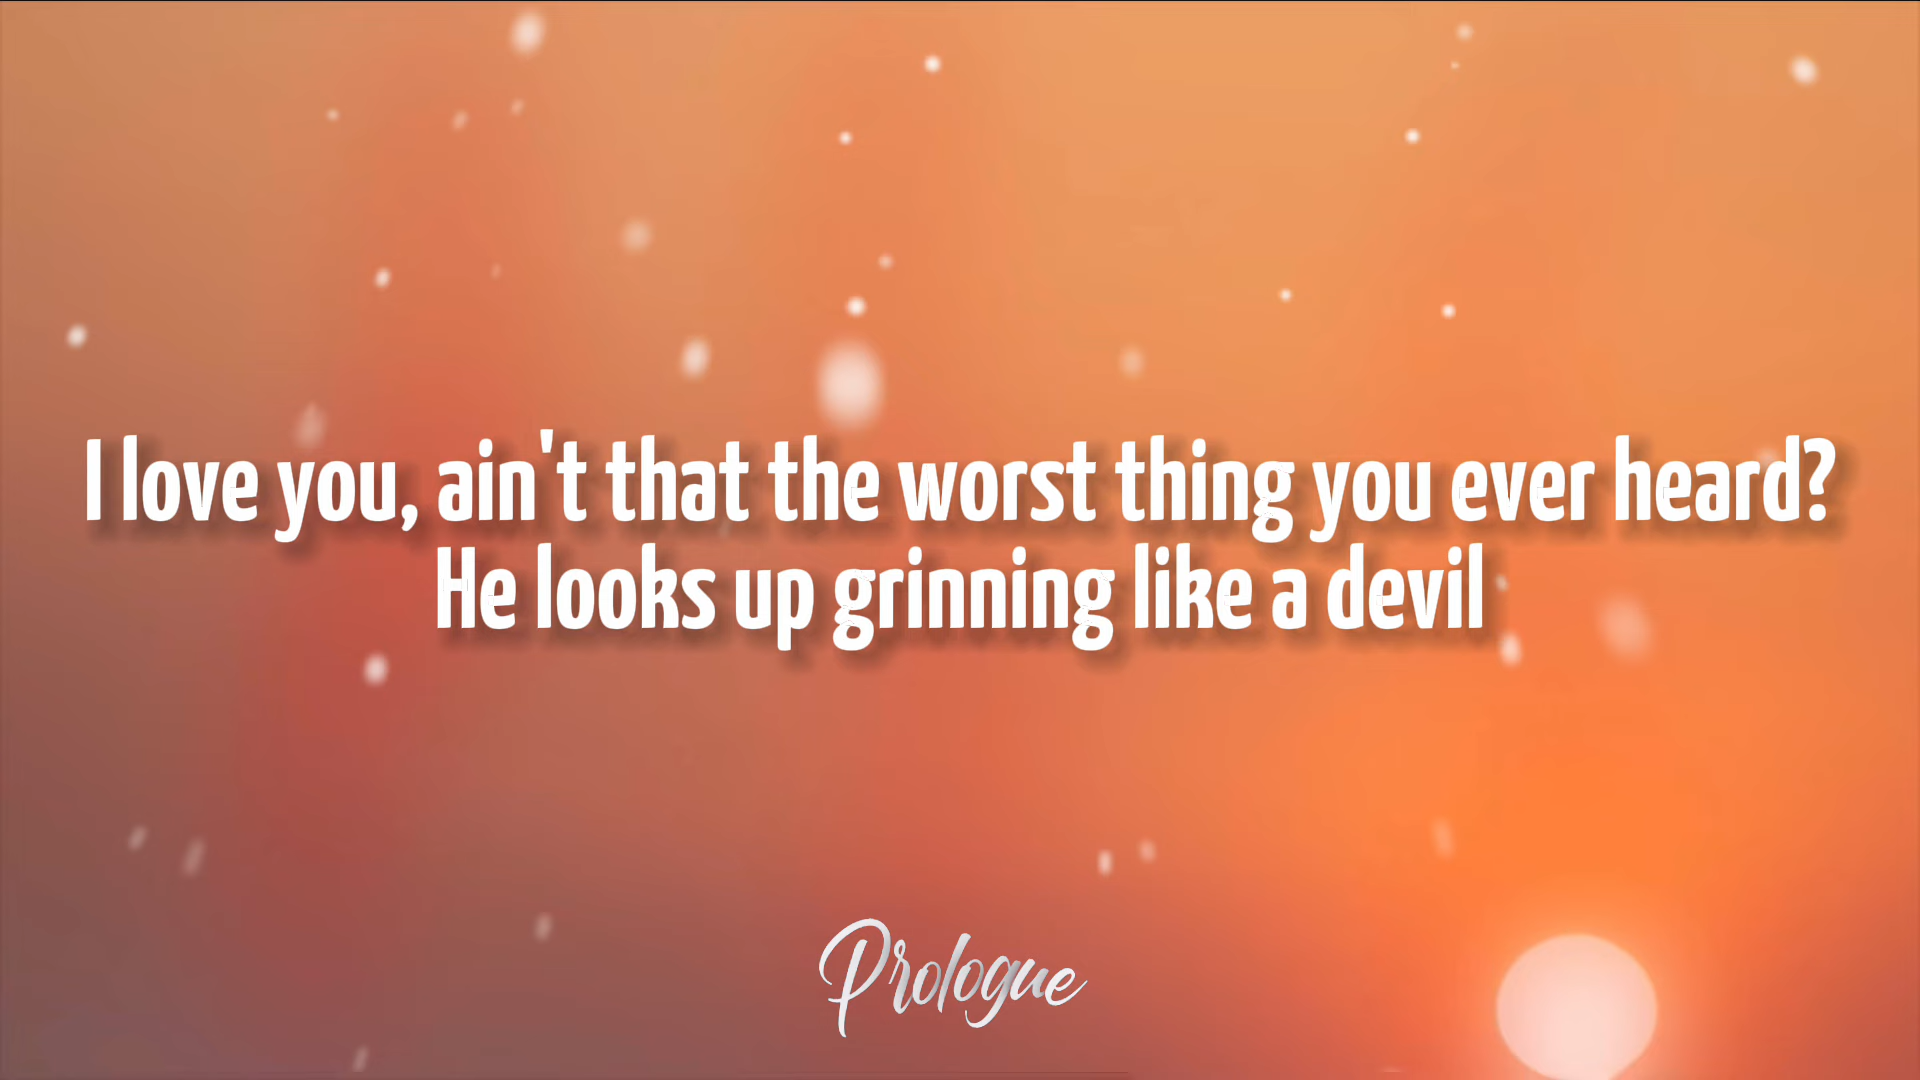 I love you, ain't that the worst thing you ever heard?
He looks up grinning like a devil
Prologue